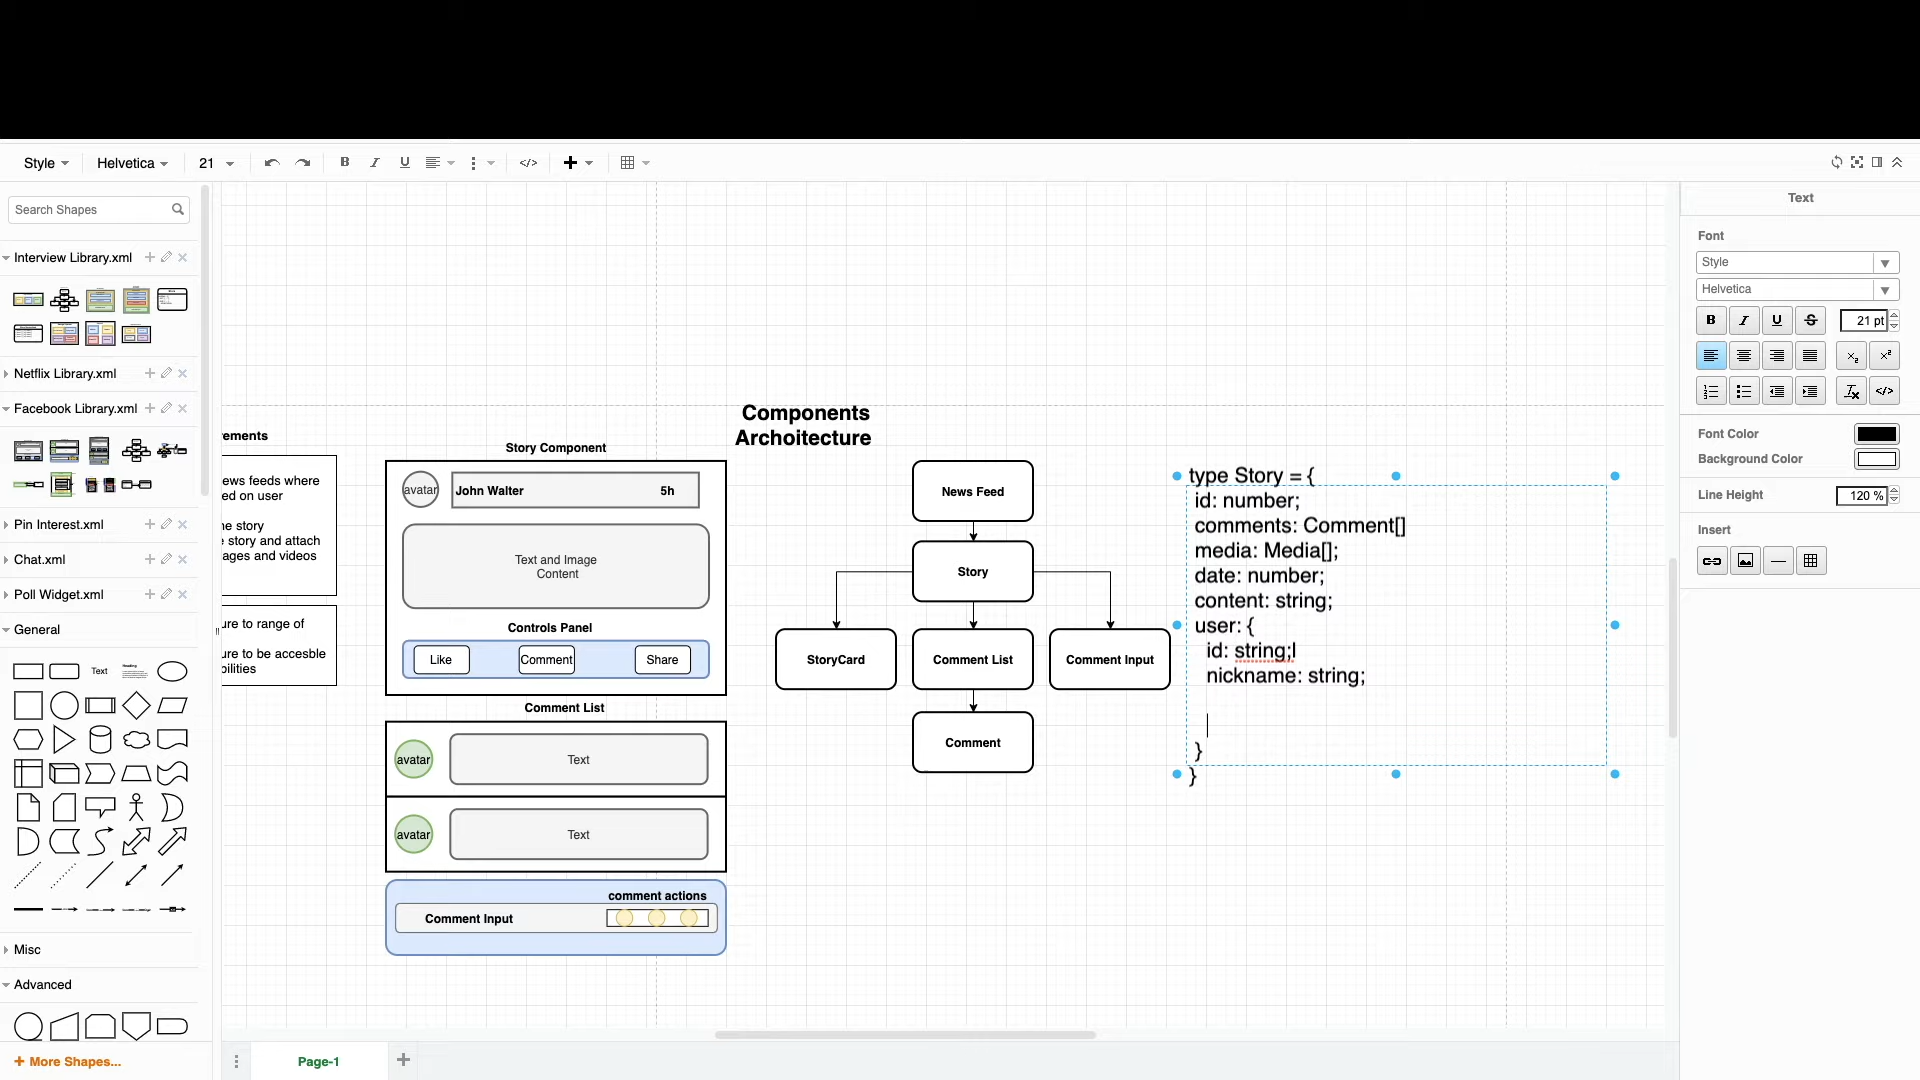 Style
Helvetica
21
B
I
U
</>
Search Shapes
Interview Library.xml
Netflix Library.xml
Facebook Library.xml
Pin Interest.xml
Chat.xml
Poll Widget.xml
General
Text
Heading
Misc
Advanced
+ More Shapes...
ements
ews feeds where
ed on user
ne story
e story and attach
ages and videos
ure to range of
ure to be accesble
bilities
Story Component
avatar
John Walter
5h
Text and Image
Content
Controls Panel
Like
Comment
Share
Comment List
avatar
Text
avatar
Text
comment actions
Comment Input
Components
Archoitecture
News Feed
Story
StoryCard
Comment List
Comment Input
Comment
type Story = {
id: number;
comments: Comment[]
media: Media[];
date: number;
content: string;
user: {
id: string;
nickname: string;
}
}
Page-1
Text
Font
Style
Helvetica
B
I
U
S
21 pt
Font Color
Background Color
Line Height
120 %
Insert